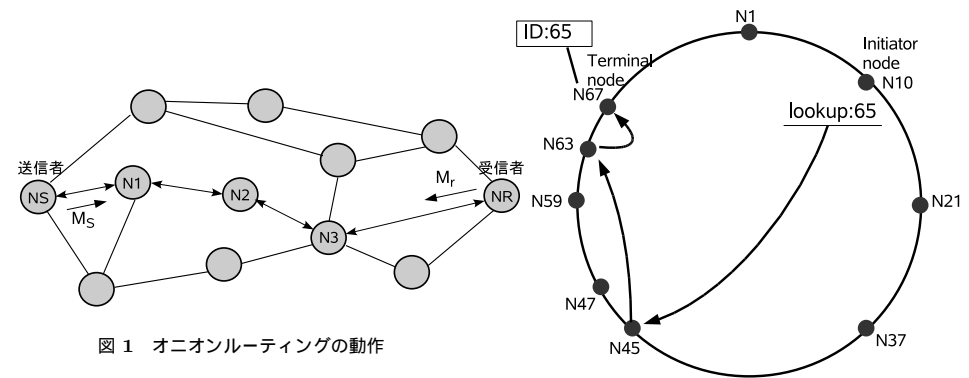 送信者
NS
N1
M_S
N2
N3
M_r
受信者
NR
図 1　オニオンルーティングの動作
N1
ID:65
Terminal
node
N67
Initiator
node
N10
lookup:65
N63
N59
N21
N47
N45
N37